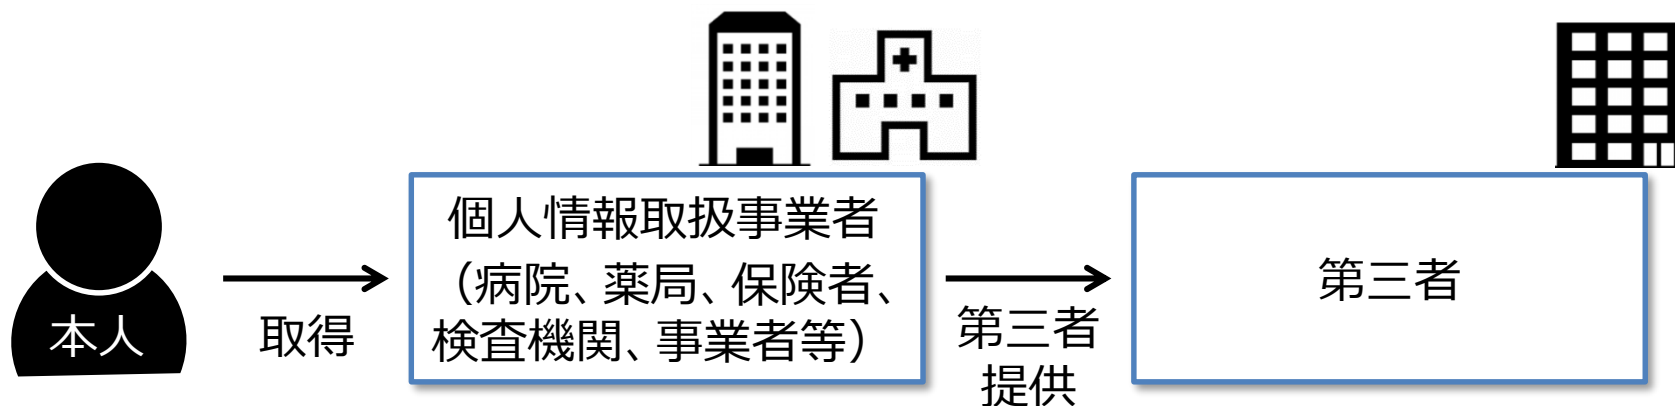 本人
取得
個人情報取扱事業者
（病院、薬局、保険者、
検査機関、事業者等）
第三者
提供
第三者